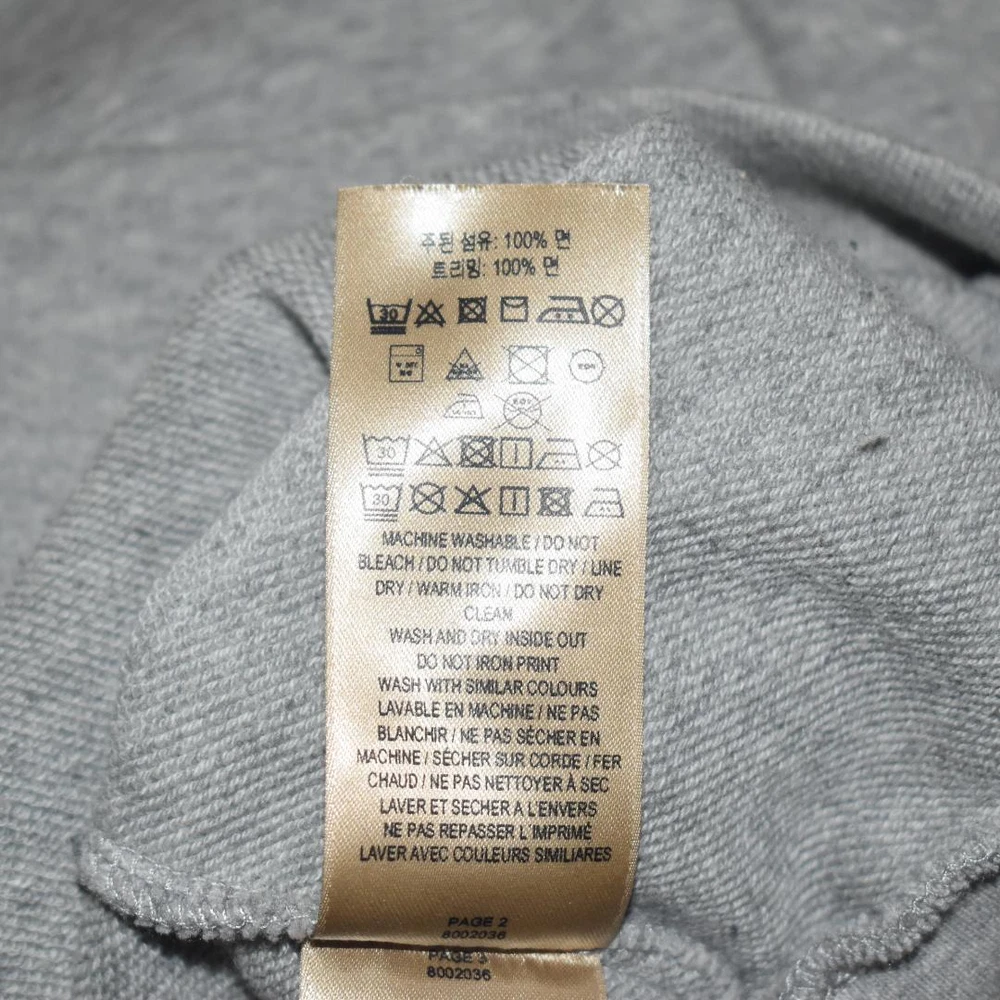 주된 섬유: 100% 면
트리밍: 100% 면
30
30
30
MACHINE WASHABLE / DO NOT
BLEACH / DO NOT TUMBLE DRY / LINE
DRY / WARM IRON / DO NOT DRY
CLEAN
WASH AND DRY INSIDE OUT
DO NOT IRON PRINT
WASH WITH SIMILAR COLOURS
LAVABLE EN MACHINE / NE PAS
BLANCHIR / NE PAS SÉCHER EN
MACHINE / SÉCHER SUR CORDE / FER
CHAUD / NE PAS NETTOYER À SEC
LAVER ET SECHER A L'ENVERS
NE PAS REPASSER L'IMPRIMÉ
LAVER AVEC COULEURS SIMILIARES
PAGE 2
8002036
PAGE 3
8002036